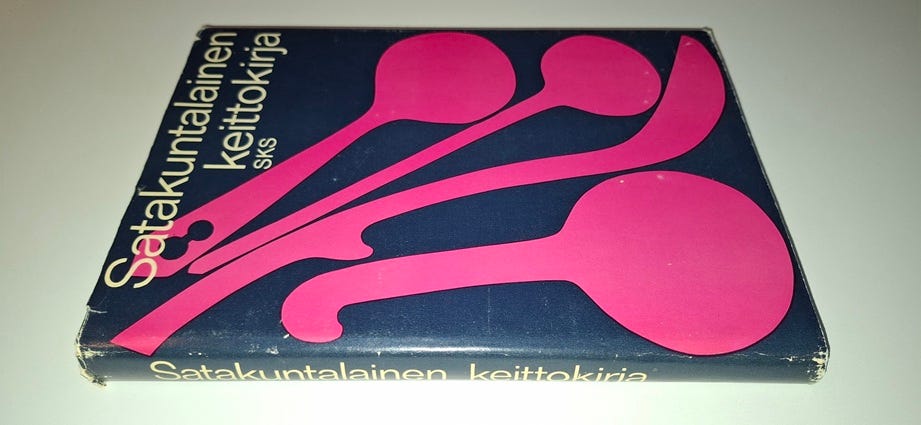 Satakuntalainen
keittokirja
SKS
Satakuntalainen keittokirja